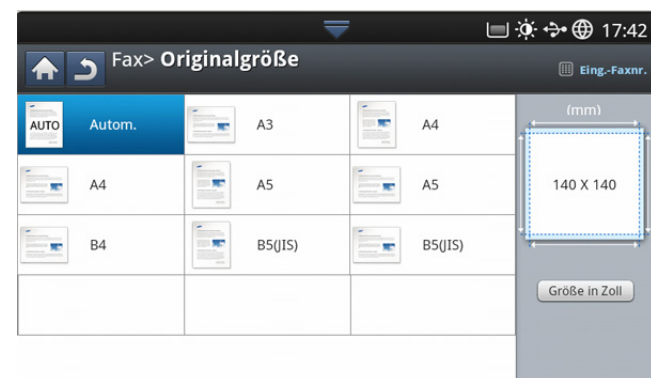 17:42
Fax> Originalgröße
Eing.-Faxnr.
AUTO Autom.
A3
A4
(mm)
A4
A5
A5
140 X 140
B4
B5(JIS)
B5(JIS)
Größe in Zoll